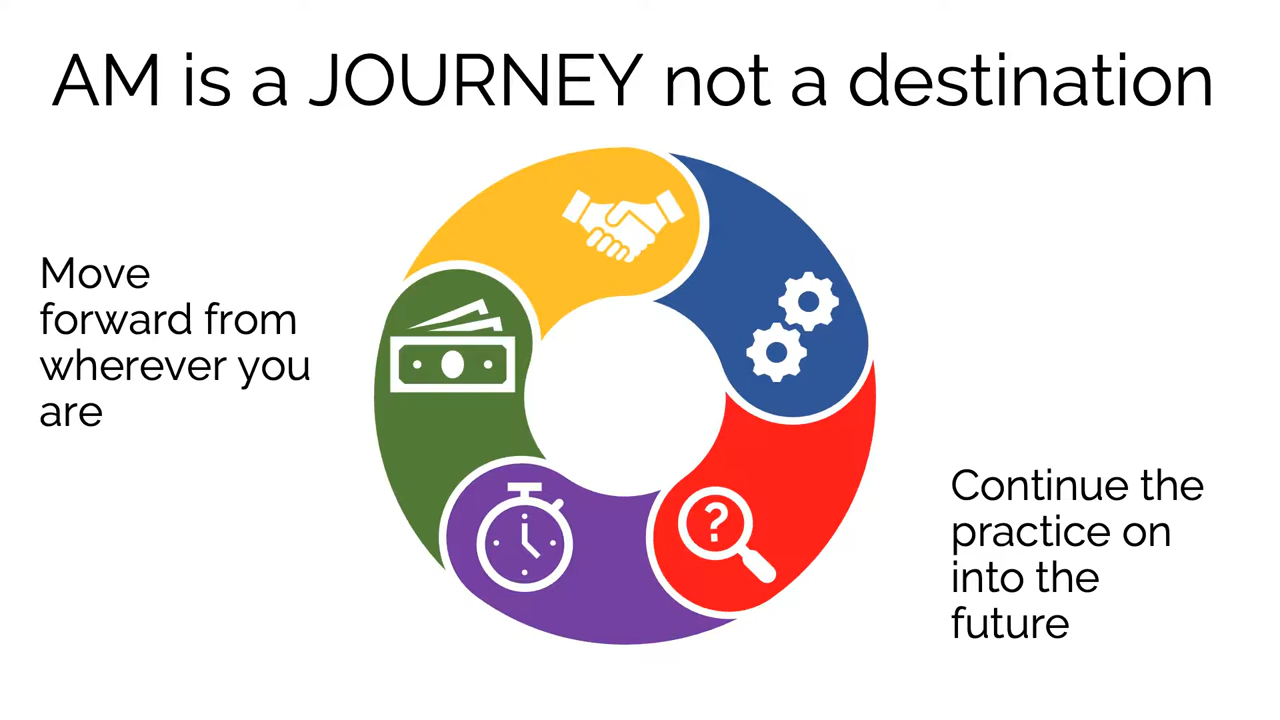 AM is a JOURNEY not a destination
Move
forward from
wherever you
are
?
Continue the
practice on
into the
future